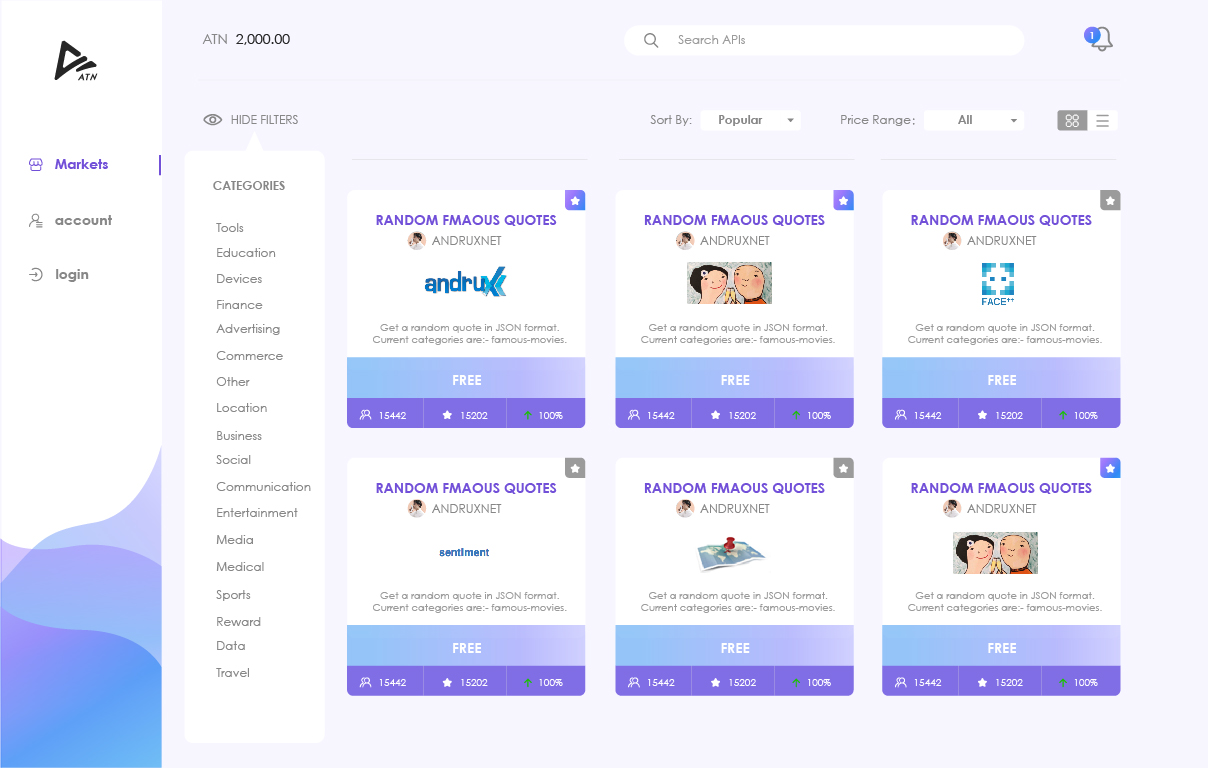 ATN 2,000.00
Search APIs
1
ATN
HIDE FILTERS
Sort By: Popular
Price Range: All
Markets
account
login
CATEGORIES
Tools
Education
Devices
Finance
Advertising
Commerce
Other
Location
Business
Social
Communication
Entertainment
Media
Medical
Sports
Reward
Data
Travel
RANDOM FMAOUS QUOTES
ANDRUXNET
andrux
Get a random quote in JSON format.
Current categories are:- famous-movies.
FREE
15442 15202 100%
RANDOM FMAOUS QUOTES
ANDRUXNET
Get a random quote in JSON format.
Current categories are:- famous-movies.
FREE
15442 15202 100%
RANDOM FMAOUS QUOTES
ANDRUXNET
FACE++
Get a random quote in JSON format.
Current categories are:- famous-movies.
FREE
15442 15202 100%
RANDOM FMAOUS QUOTES
ANDRUXNET
sentiment
Get a random quote in JSON format.
Current categories are:- famous-movies.
FREE
15442 15202 100%
RANDOM FMAOUS QUOTES
ANDRUXNET
Get a random quote in JSON format.
Current categories are:- famous-movies.
FREE
15442 15202 100%
RANDOM FMAOUS QUOTES
ANDRUXNET
Get a random quote in JSON format.
Current categories are:- famous-movies.
FREE
15442 15202 100%